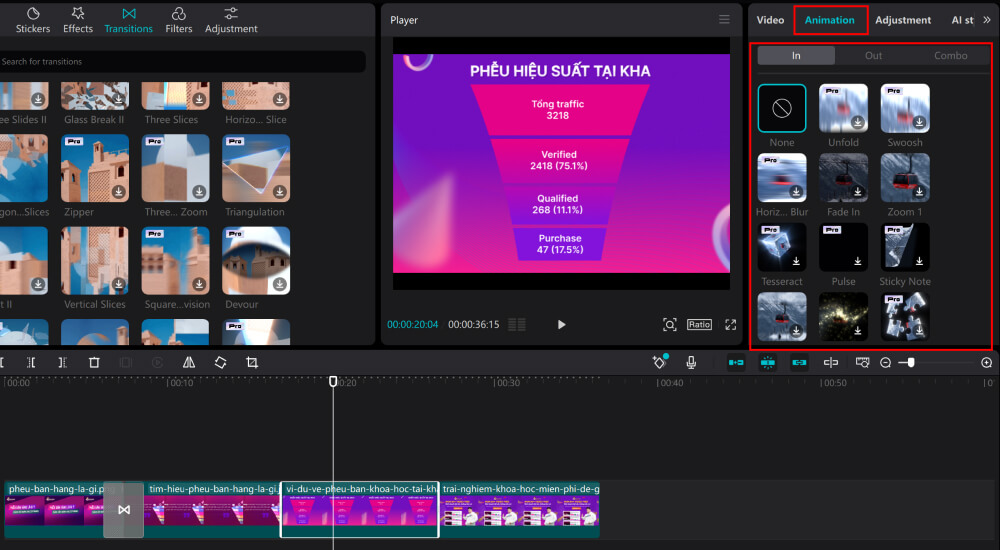 Stickers Effects Transitions Filters Adjustment
Search for transitions
ee Slides II Glass Break II Three Slices Horizo... Slice
Pro Pro
gon...Slices Zipper Three... Zoom Triangulation
Pro
t II Vertical Slices Square...vision Devour
Pro
Player
PHỄU HIỆU SUẤT TẠI KHA
Tổng traffic
3218
Verified
2418 (75.1%)
Qualified
268 (11.1%)
Purchase
47 (17.5%)
00:00:20:04 00:00:36:15 Ratio
Video Animation Adjustment AI st
In Out Combo
Pro Pro
None Unfold Swoosh
Pro
Horiz... Blur Fade In Zoom 1
Pro Pro Pro
Tesseract Pulse Sticky Note
Pro
00:00 00:10 00:20 00:30 00:40 00:50
pheu-ban-hang-la-gi.png tim-hieu-pheu-ban-hang-la-gi.j vi-du-ve-pheu-ban-khoa-hoc-tai-kh trai-nghiem-khoa-hoc-mien-phi-de-g